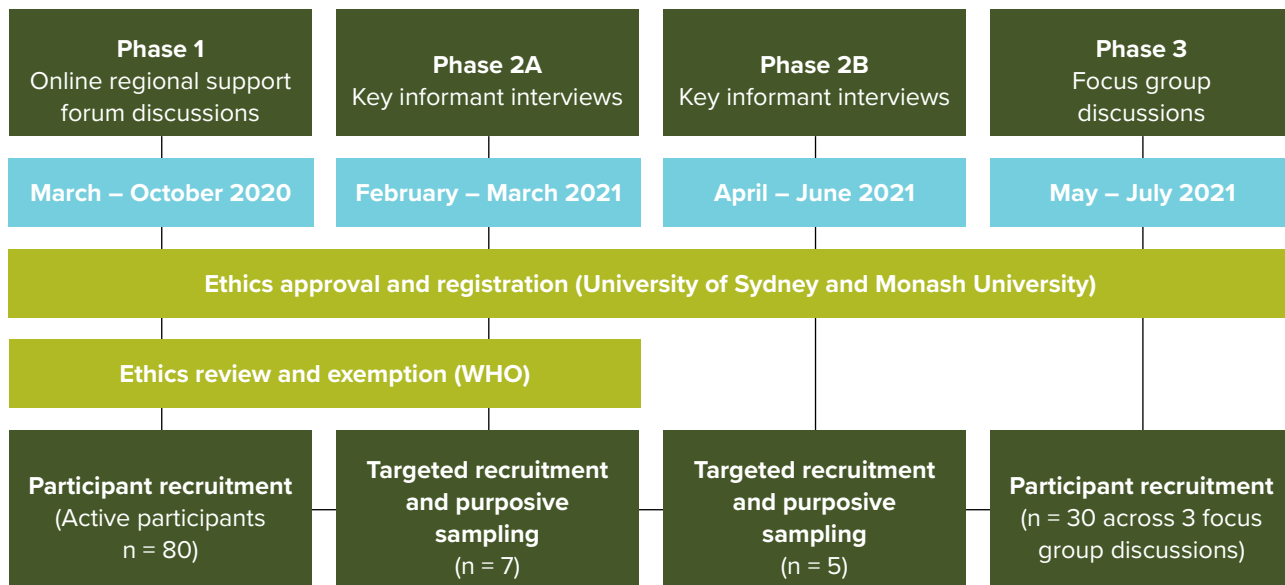 Phase 1
Online regional support
forum discussions
Phase 2A
Key informant interviews
Phase 2B
Key informant interviews
Phase 3
Focus group
discussions
March – October 2020
February – March 2021
April – June 2021
May – July 2021
Ethics approval and registration (University of Sydney and Monash University)
Ethics review and exemption (WHO)
Participant recruitment
(Active participants
n = 80)
Targeted recruitment
and purposive
sampling
(n = 7)
Targeted recruitment
and purposive
sampling
(n = 5)
Participant recruitment
(n = 30 across 3 focus
group discussions)